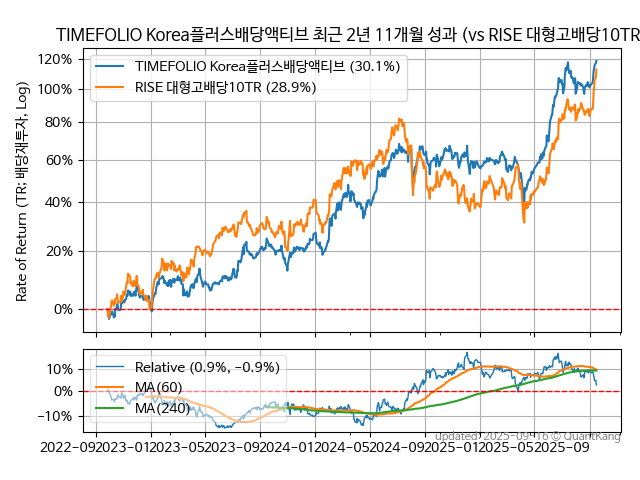 TIMEFOLIO Korea플러스배당액티브 최근 2년 11개월 성과 (vs RISE 대형고배당10TR
Rate of Return (TR: 배당재투자, Log)
120%
100%
80%
60%
40%
20%
0%
TIMEFOLIO Korea플러스배당액티브 (30.1%)
RISE 대형고배당10TR (28.9%)
10%
0%
−10%
Relative (0.9%, -0.9%)
MA(60)
MA(240)
2022-09 2023-01 2023-05 2023-09 2024-01 2024-05 2024-09 2025-01 2025-05 2025-09
updated: 2025-09-16 © QuantKang